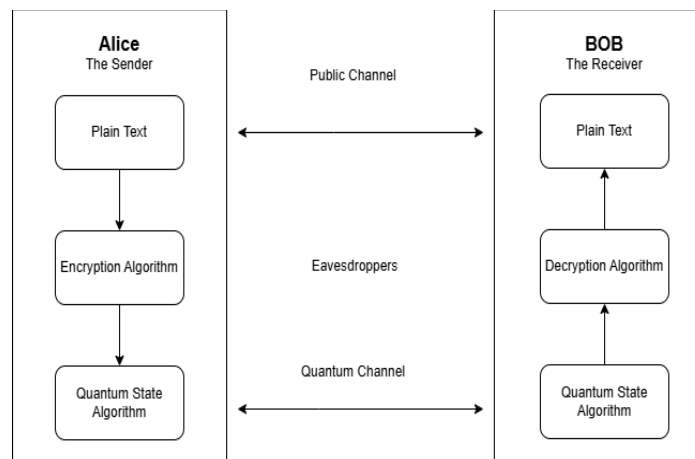 Alice
The Sender
Plain Text
Encryption Algorithm
Quantum State
Algorithm
Public Channel
Eavesdroppers
Quantum Channel
BOB
The Receiver
Plain Text
Decryption Algorithm
Quantum State
Algorithm